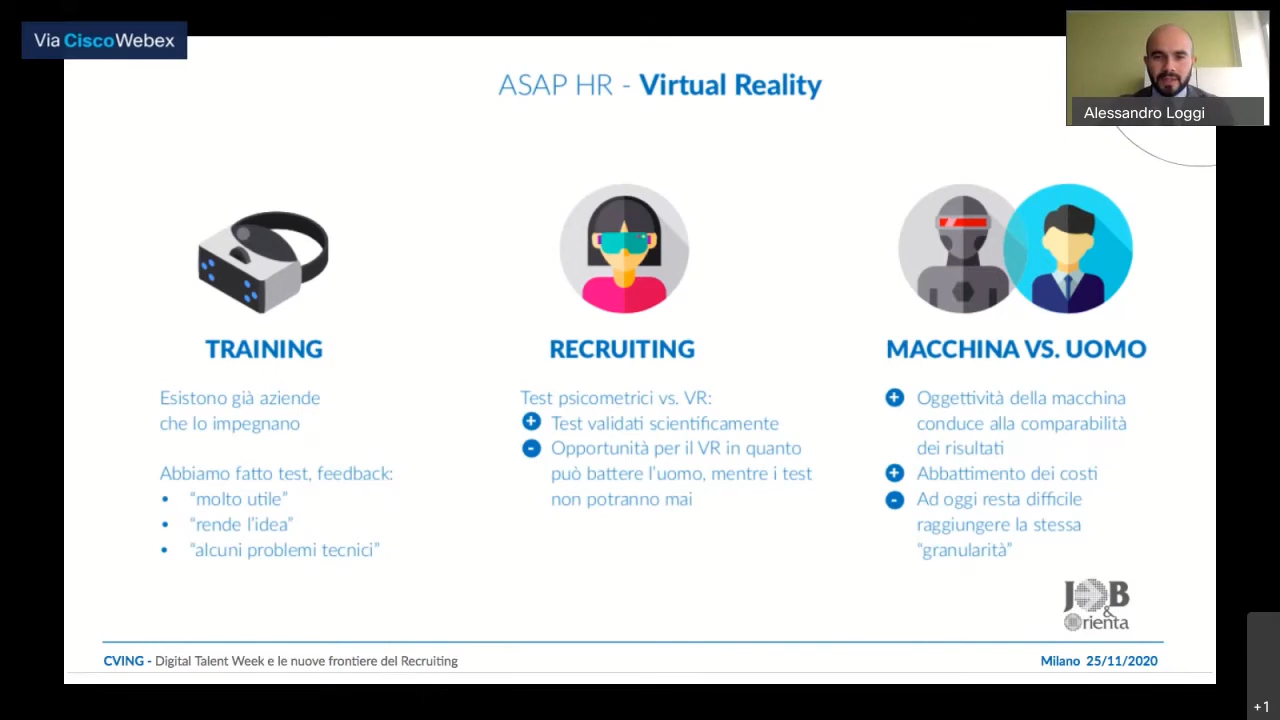 Via Cisco Webex
Alessandro Loggi
ASAP HR - Virtual Reality
TRAINING
Esistono già aziende
che lo impegnano
Abbiamo fatto test, feedback:
• “molto utile”
• “rende l’idea”
• “alcuni problemi tecnici”
RECRUITING
Test psicometrici vs. VR:
+ Test validati scientificamente
- Opportunità per il VR in quanto
può battere l’uomo, mentre i test
non potranno mai
MACCHINA VS. UOMO
+ Oggettività della macchina
conduce alla comparabilità
dei risultati
+ Abbattimento dei costi
- Ad oggi resta difficile
raggiungere la stessa
“granularità”
JOB
&
Orienta
CVING - Digital Talent Week e le nuove frontiere del Recruiting
Milano 25/11/2020
+1